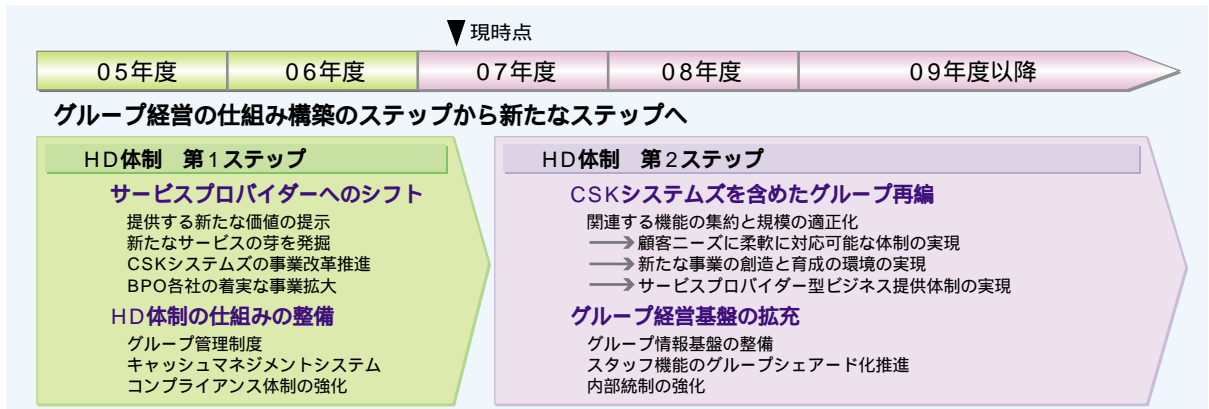 現時点
05年度 06年度 07年度 08年度 09年度以降
グループ経営の仕組み構築のステップから新たなステップへ
HD体制 第1ステップ
サービスプロバイダーへのシフト
提供する新たな価値の提示
新たなサービスの芽を発掘
CSKシステムズの事業改革推進
BPO各社の着実な事業拡大
HD体制の仕組みの整備
グループ管理制度
キャッシュマネジメントシステム
コンプライアンス体制の強化
HD体制 第2ステップ
CSKシステムズを含めたグループ再編
関連する機能の集約と規模の適正化
顧客ニーズに柔軟に対応可能な体制の実現
新たな事業の創造と育成の環境の実現
サービスプロバイダー型ビジネス提供体制の実現
グループ経営基盤の拡充
グループ情報基盤の整備
スタッフ機能のグループシェアード化推進
内部統制の強化